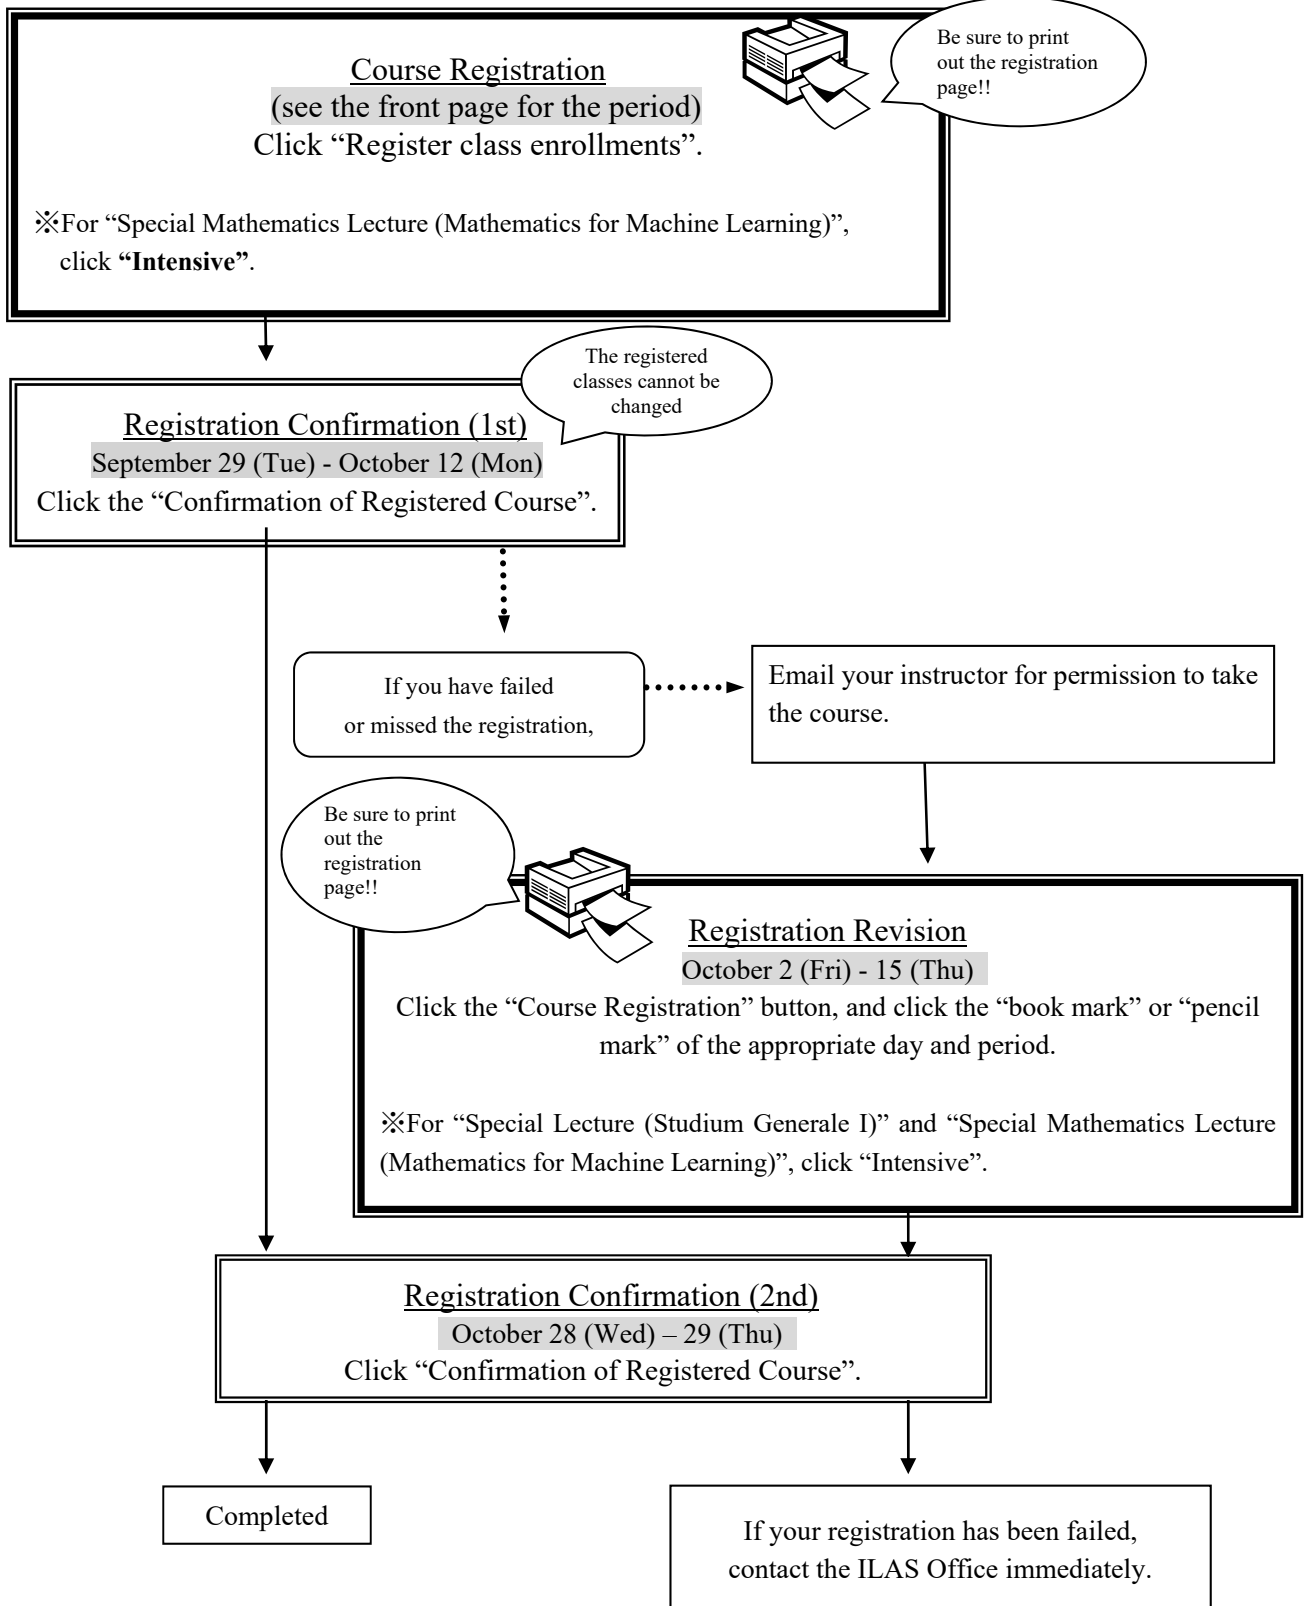 Be sure to print
out the registration
page!!
Course Registration
(see the front page for the period)
Click “Register class enrollments”.
※For “Special Mathematics Lecture (Mathematics for Machine Learning)”,
click “Intensive”.
The registered
classes cannot be
changed
Registration Confirmation (1st)
September 29 (Tue) - October 12 (Mon)
Click the “Confirmation of Registered Course”.
If you have failed
or missed the registration,
Email your instructor for permission to take
the course.
Be sure to print
out the
registration
page!!
Registration Revision
October 2 (Fri) - 15 (Thu)
Click the “Course Registration” button, and click the “book mark” or “pencil
mark” of the appropriate day and period.
※For “Special Lecture (Studium Generale I)” and “Special Mathematics Lecture
(Mathematics for Machine Learning)”, click “Intensive”.
Registration Confirmation (2nd)
October 28 (Wed) – 29 (Thu)
Click “Confirmation of Registered Course”.
Completed
If your registration has been failed,
contact the ILAS Office immediately.